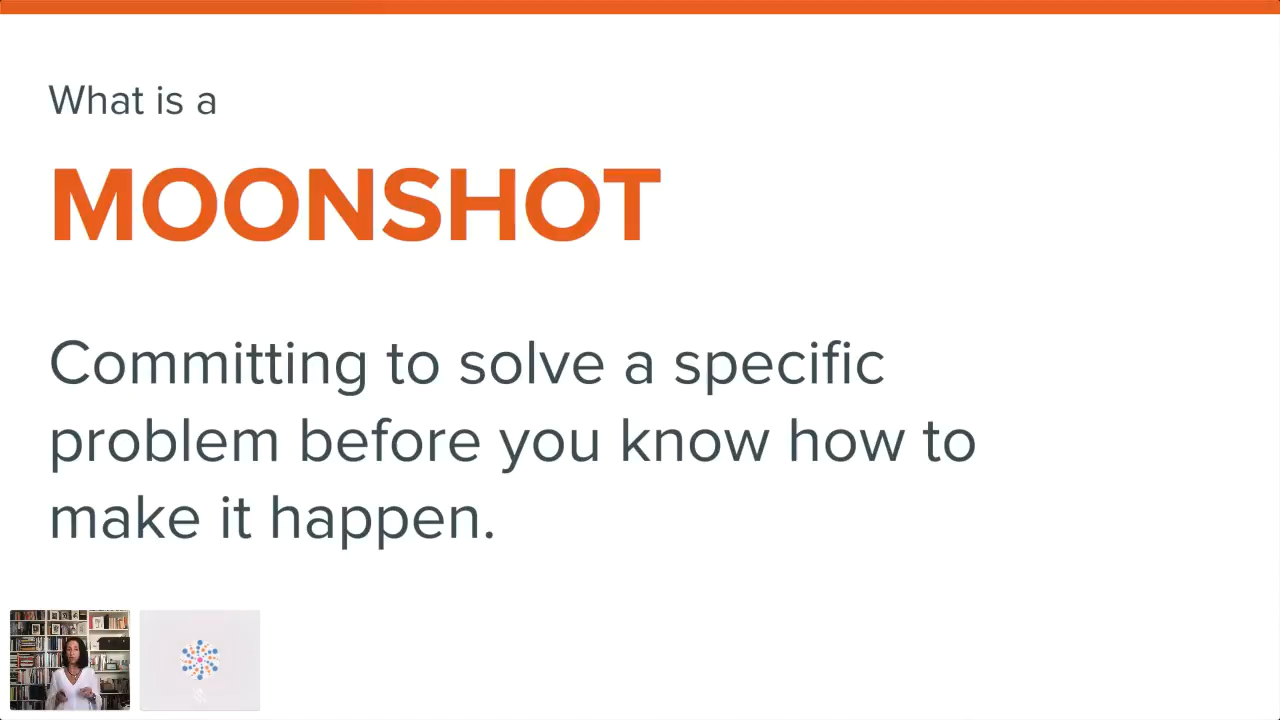 What is a
MOONSHOT
Committing to solve a specific
problem before you know how to
make it happen.